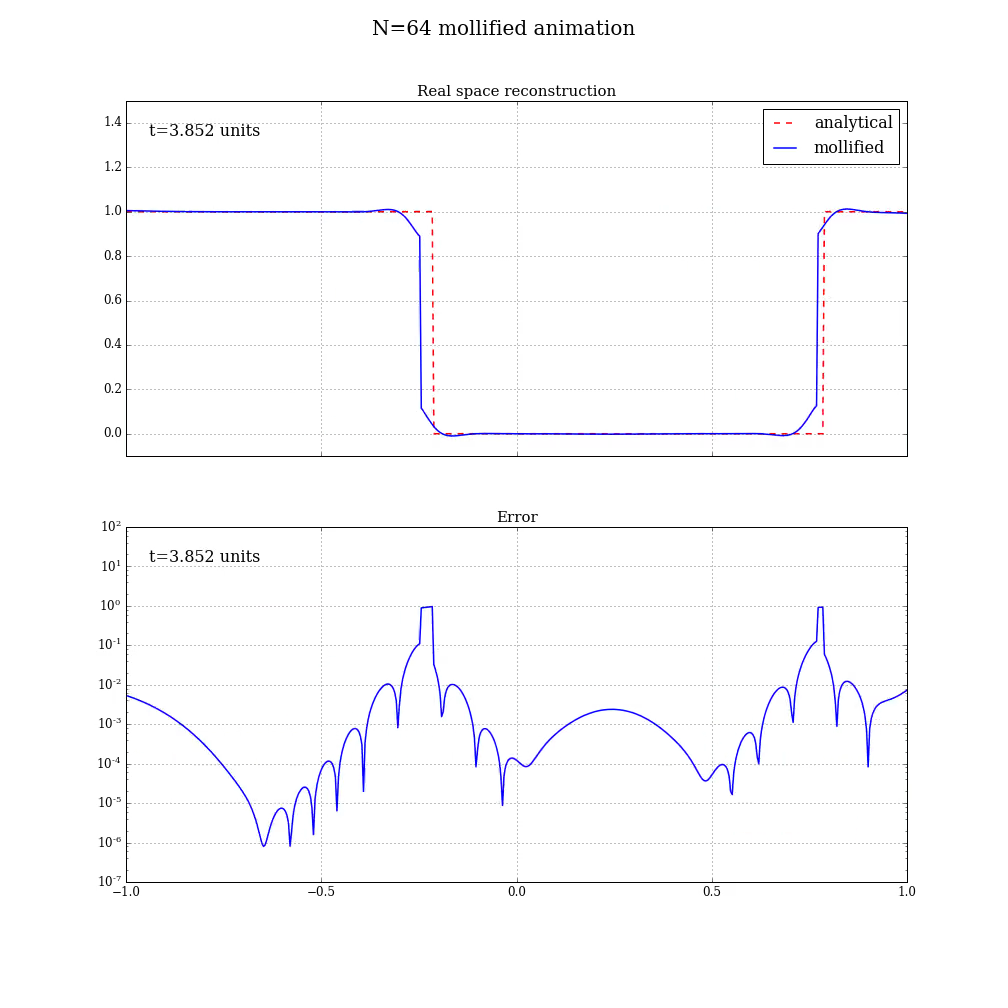 N=64 mollified animation
Real space reconstruction
1.4
t=3.852 units
analytical
mollified
1.2
1.0
0.8
0.6
0.4
0.2
0.0
Error
10²
t=3.852 units
10¹
10⁰
10⁻¹
10⁻²
10⁻³
10⁻⁴
10⁻⁵
10⁻⁶
10⁻⁷
−1.0 −0.5 0.0 0.5 1.0